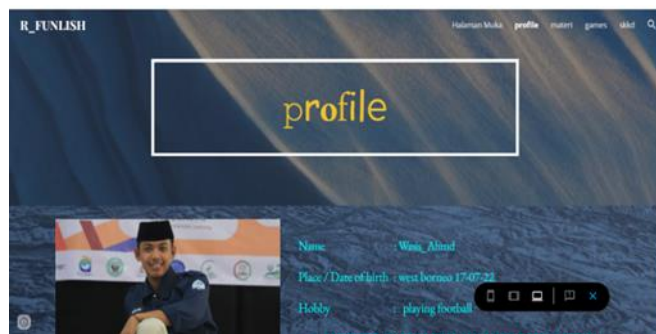 R_FUNLISH
Halaman Muka profile materi games skkd
profile
Name :
Place / Date of birth : west borneo 17-07-22
Hobby : playing football